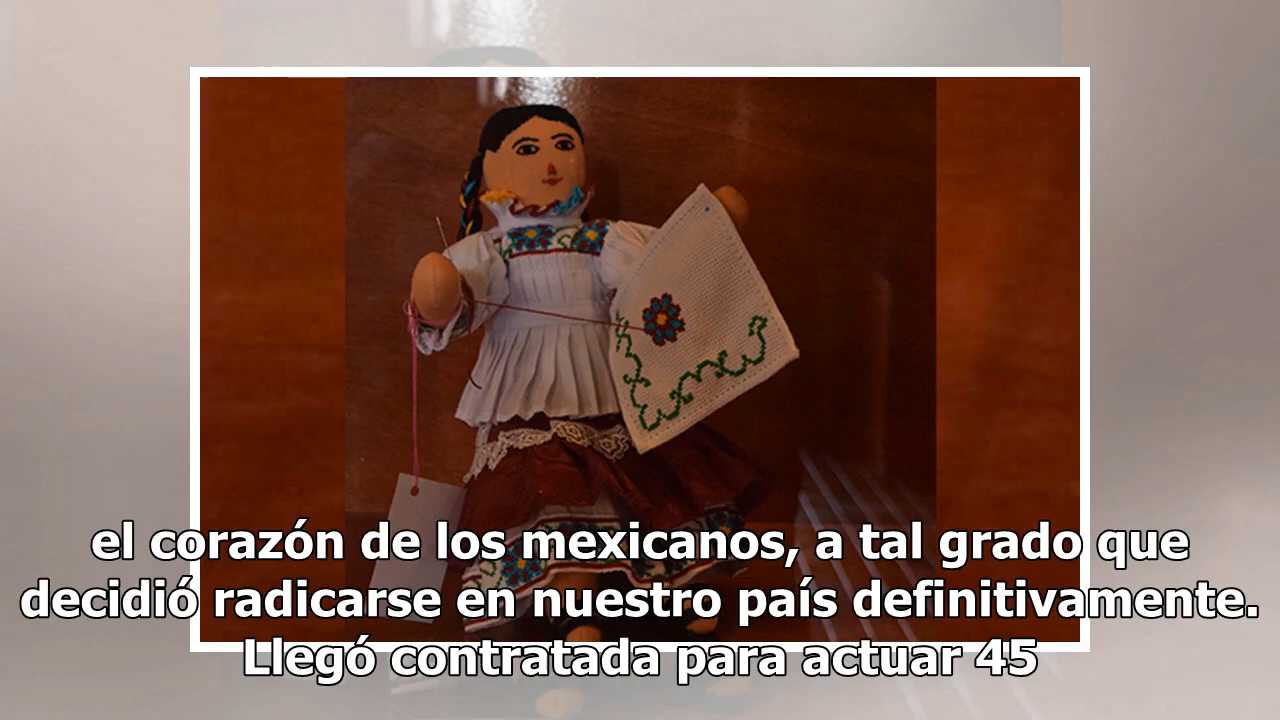 el corazón de los mexicanos, a tal grado que
decidió radicarse en nuestro país definitivamente.
Llegó contratada para actuar 45